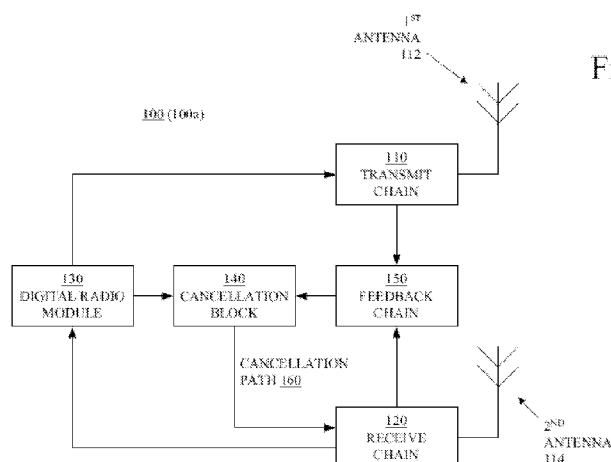 1ST
ANTENNA
112
F
100 (100a)
110
TRANSMIT
CHAIN
130
DIGITAL RADIO
MODULE
140
CANCELLATION
BLOCK
150
FEEDBACK
CHAIN
CANCELLATION
PATH 160
120
RECEIVE
CHAIN
2ND
ANTENNA
114